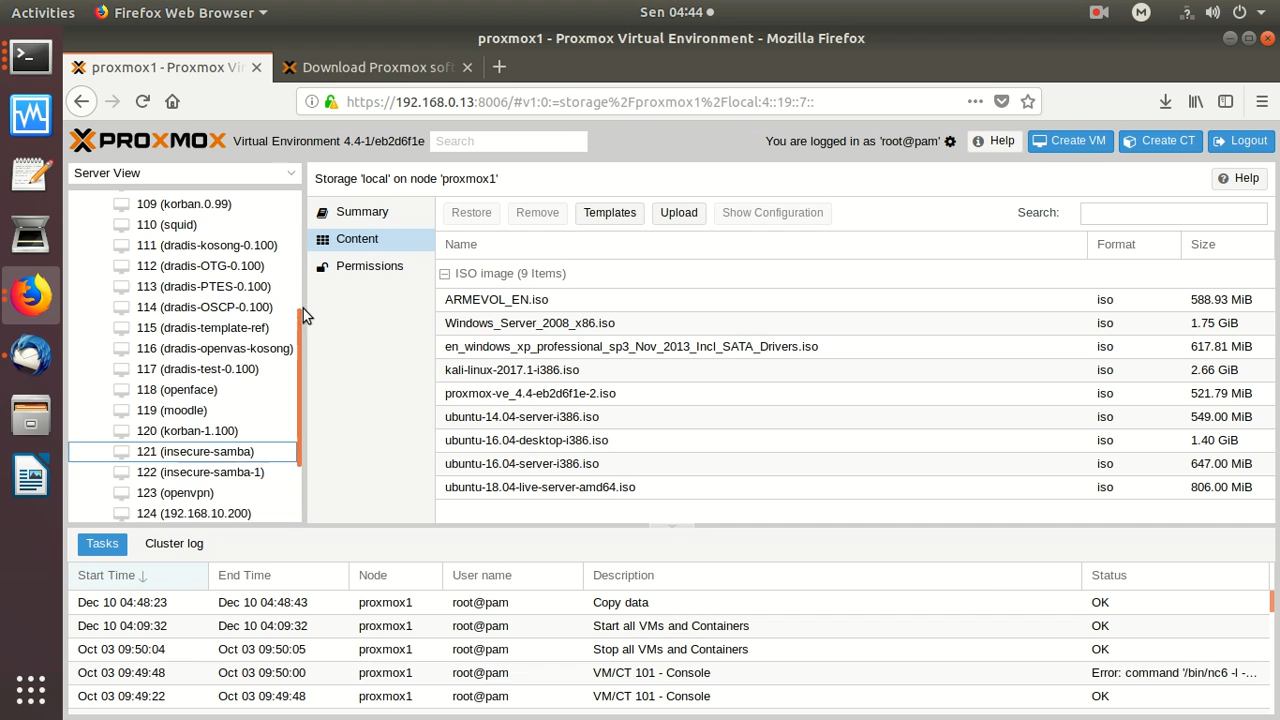 Activities Firefox Web Browser Sen 04:44 M ?
proxmox1 - Proxmox Virtual Environment - Mozilla Firefox
proxmox1 - Proxmox Vir Download Proxmox soft
https://192.168.0.13:8006/#v1:0:=storage%2Fproxmox1%2Flocal:4::19::7::
PROXMOX Virtual Environment 4.4-1/eb2d6f1e Search You are logged in as 'root@pam' Help Create VM Create CT Logout
Server View
Storage 'local' on node 'proxmox1' Help
109 (korban.0.99)
110 (squid)
111 (dradis-kosong-0.100)
112 (dradis-OTG-0.100)
113 (dradis-PTES-0.100)
114 (dradis-OSCP-0.100)
115 (dradis-template-ref)
116 (dradis-openvas-kosong)
117 (dradis-test-0.100)
118 (openface)
119 (moodle)
120 (korban-1.100)
121 (insecure-samba)
122 (insecure-samba-1)
123 (openvpn)
124 (192.168.10.200)
Summary
Content
Permissions
Restore Remove Templates Upload Show Configuration Search:
Name Format Size
ISO image (9 Items)
ARMEVOL_EN.iso iso 588.93 MiB
Windows_Server_2008_x86.iso iso 1.75 GiB
en_windows_xp_professional_sp3_Nov_2013_Incl_SATA_Drivers.iso iso 617.81 MiB
kali-linux-2017.1-i386.iso iso 2.66 GiB
proxmox-ve_4.4-eb2d6f1e-2.iso iso 521.79 MiB
ubuntu-14.04-server-i386.iso iso 549.00 MiB
ubuntu-16.04-desktop-i386.iso iso 1.40 GiB
ubuntu-16.04-server-i386.iso iso 647.00 MiB
ubuntu-18.04-live-server-amd64.iso iso 806.00 MiB
Tasks Cluster log
Start Time End Time Node User name Description Status
Dec 10 04:48:23 Dec 10 04:48:43 proxmox1 root@pam Copy data OK
Dec 10 04:09:32 Dec 10 04:09:32 proxmox1 root@pam Start all VMs and Containers OK
Oct 03 09:50:04 Oct 03 09:50:05 proxmox1 root@pam Stop all VMs and Containers OK
Oct 03 09:49:48 Oct 03 09:50:00 proxmox1 root@pam VM/CT 101 - Console Error: command '/bin/nc6 -l -...
Oct 03 09:49:22 Oct 03 09:49:48 proxmox1 root@pam VM/CT 101 - Console OK